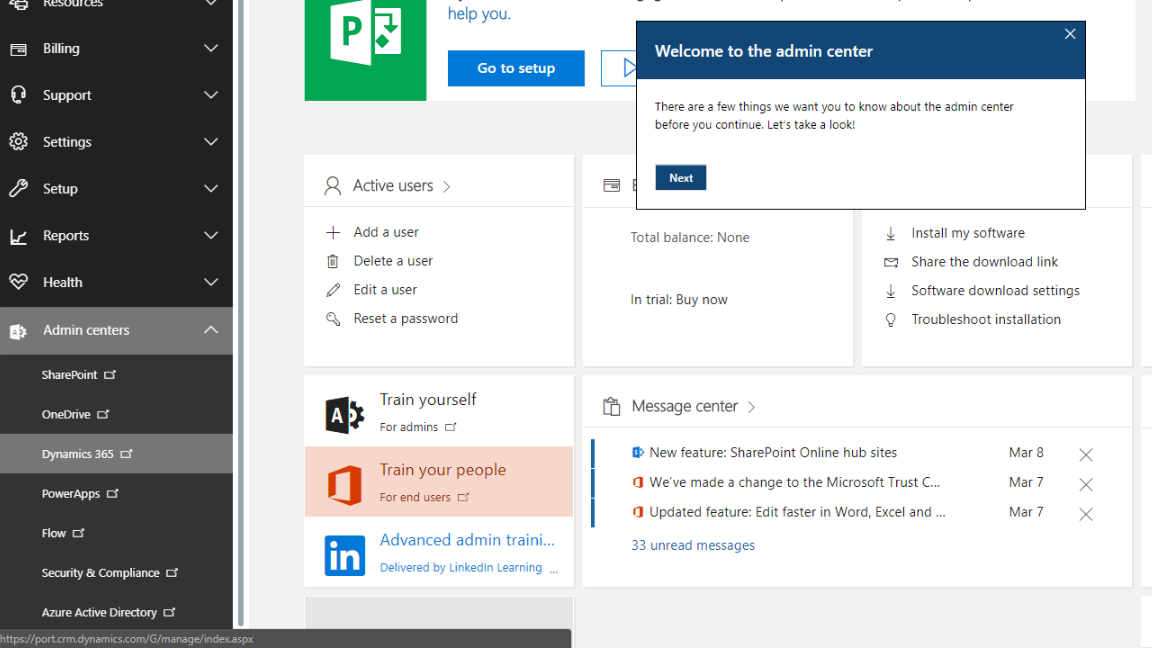 Resources
Billing
Support
Settings
Setup
Reports
Health
Admin centers
SharePoint
OneDrive
Dynamics 365
PowerApps
Flow
Security & Compliance
Azure Active Directory
https://port.crm.dynamics.com/G/manage/index.aspx
P
help you.
Go to setup
Welcome to the admin center
There are a few things we want you to know about the admin center
before you continue. Let's take a look!
Next
Active users
Add a user
Delete a user
Edit a user
Reset a password
Total balance: None
In trial: Buy now
Install my software
Share the download link
Software download settings
Troubleshoot installation
Train yourself
For admins
Train your people
For end users
in
Advanced admin traini...
Delivered by LinkedIn Learning ...
Message center
New feature: SharePoint Online hub sites Mar 8
We've made a change to the Microsoft Trust C... Mar 7
Updated feature: Edit faster in Word, Excel and ... Mar 7
33 unread messages